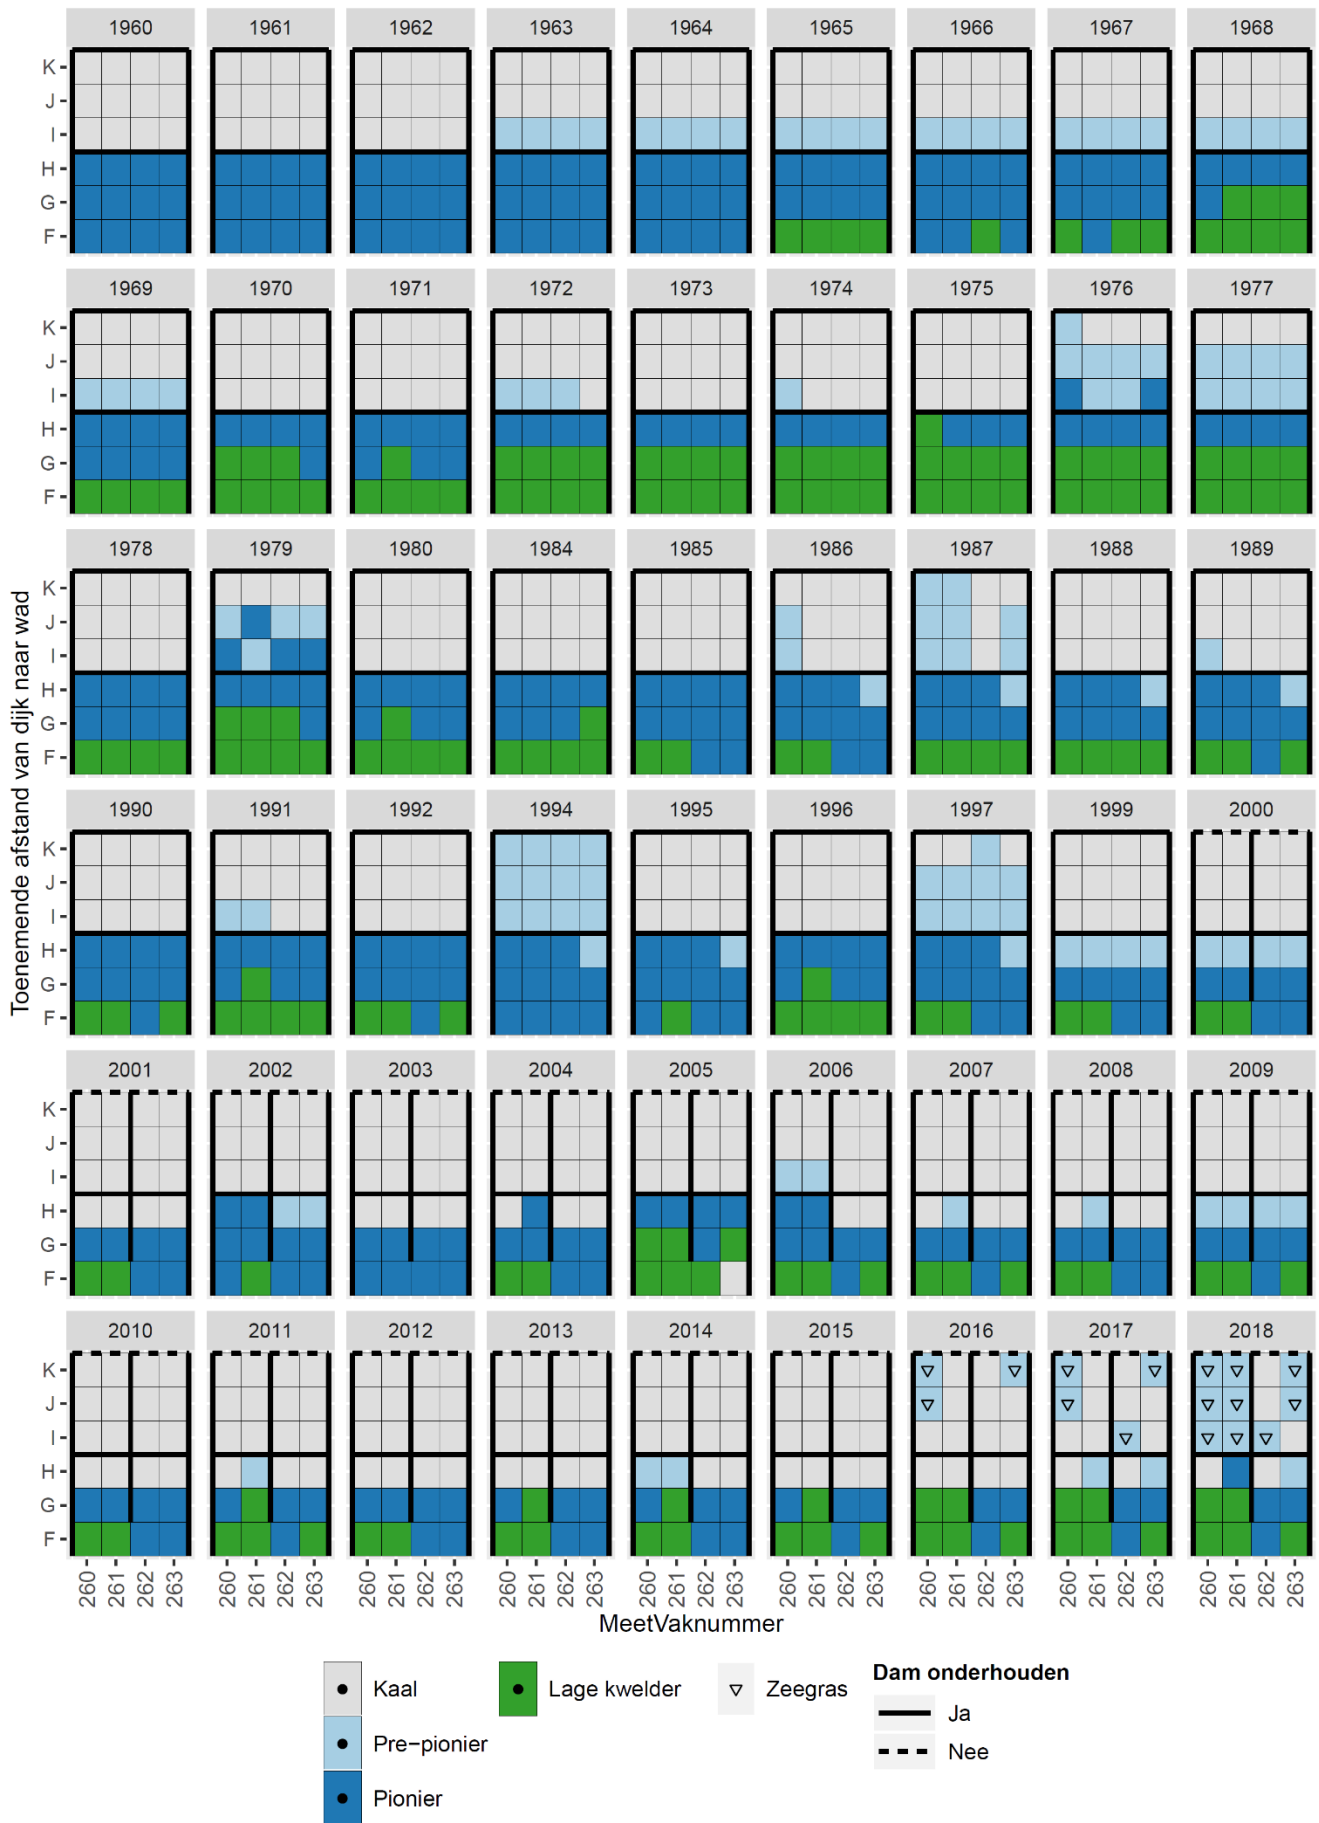 1960 1961 1962 1963 1964 1965 1966 1967 1968
K
J
I
H
G
F
1969 1970 1971 1972 1973 1974 1975 1976 1977
K
J
I
H
G
F
1978 1979 1980 1984 1985 1986 1987 1988 1989
K
J
I
H
G
F
Toenemende afstand van dijk naar wad
1990 1991 1992 1994 1995 1996 1997 1999 2000
K
J
I
H
G
F
2001 2002 2003 2004 2005 2006 2007 2008 2009
K
J
I
H
G
F
2010 2011 2012 2013 2014 2015 2016 2017 2018
K
J
I
H
G
F
260 261 262 263 260 261 262 263 260 261 262 263 260 261 262 263 260 261 262 263 260 261 262 263 260 261 262 263 260 261 262 263 260 261 262 263
MeetVaknummer
Kaal
Pre−pionier
Pionier
Lage kwelder
Zeegras
Dam onderhouden
Ja
Nee